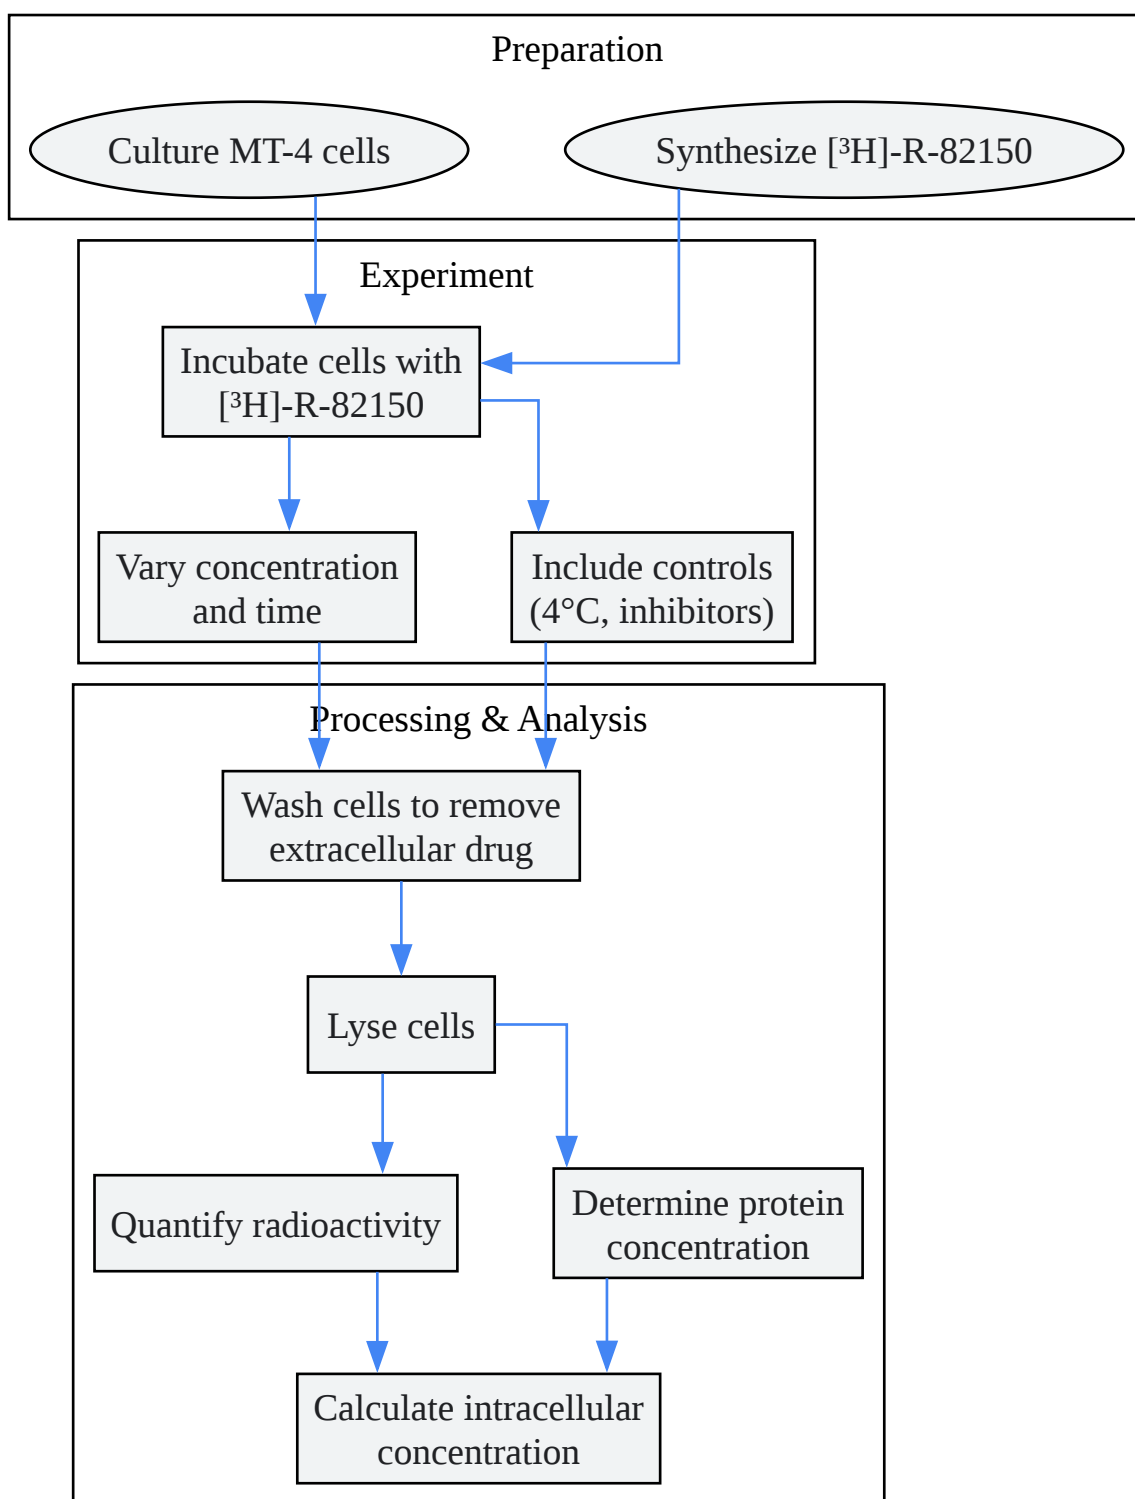 Preparation
Culture MT-4 cells
Synthesize [³H]-R-82150
Experiment
Incubate cells with
[³H]-R-82150
Vary concentration
and time
Include controls
(4°C, inhibitors)
Processing & Analysis
Wash cells to remove
extracellular drug
Lyse cells
Quantify radioactivity
Determine protein
concentration
Calculate intracellular
concentration